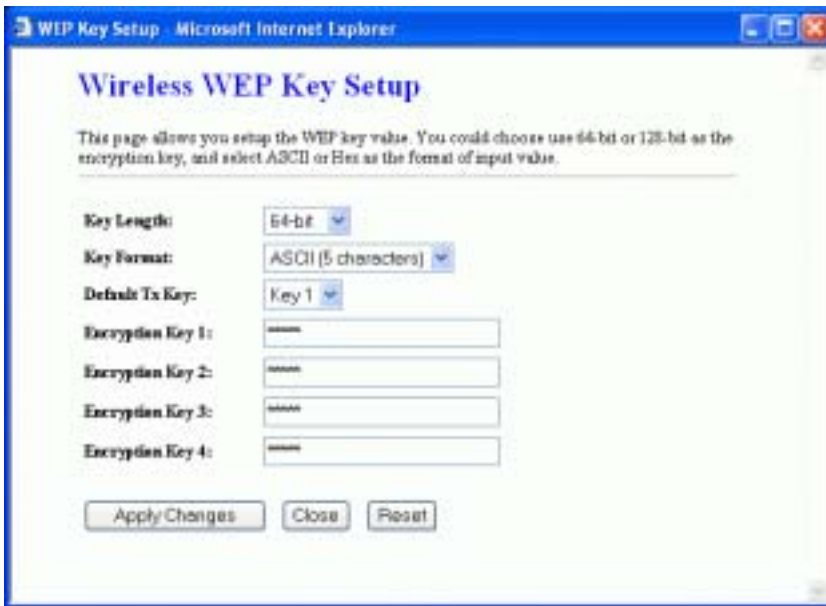 WEP Key Setup - Microsoft Internet Explorer
Wireless WEP Key Setup
This page allows you setup the WEP key value. You could choose use 64-bit or 128-bit as the
encryption key, and select ASCII or Hex as the format of input value.
Key Length: 64-bit
Key Format: ASCII (5 characters)
Default Tx Key: Key 1
Encryption Key 1: *****
Encryption Key 2: *****
Encryption Key 3: *****
Encryption Key 4: *****
Apply Changes Close Reset